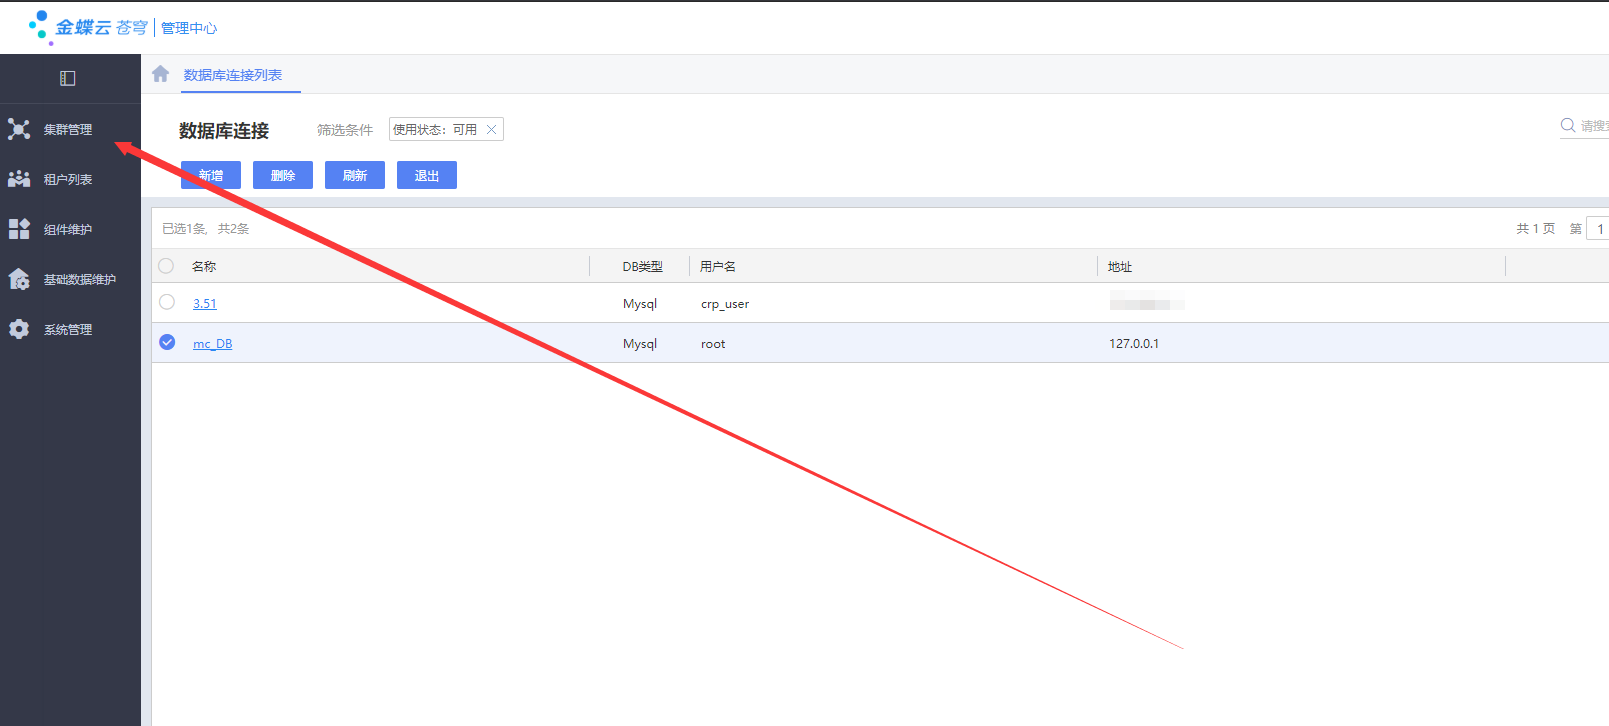 金蝶云 苍穹 | 管理中心
数据库连接列表
集群管理
租户列表
组件维护
基础数据维护
系统管理
数据库连接 筛选条件 使用状态：可用
新增 删除 刷新 退出
已选1条，共2条 共 1 页 第 1
名称 DB类型 用户名 地址
3.51 Mysql crp_user
mc_DB Mysql root 127.0.0.1
请搜